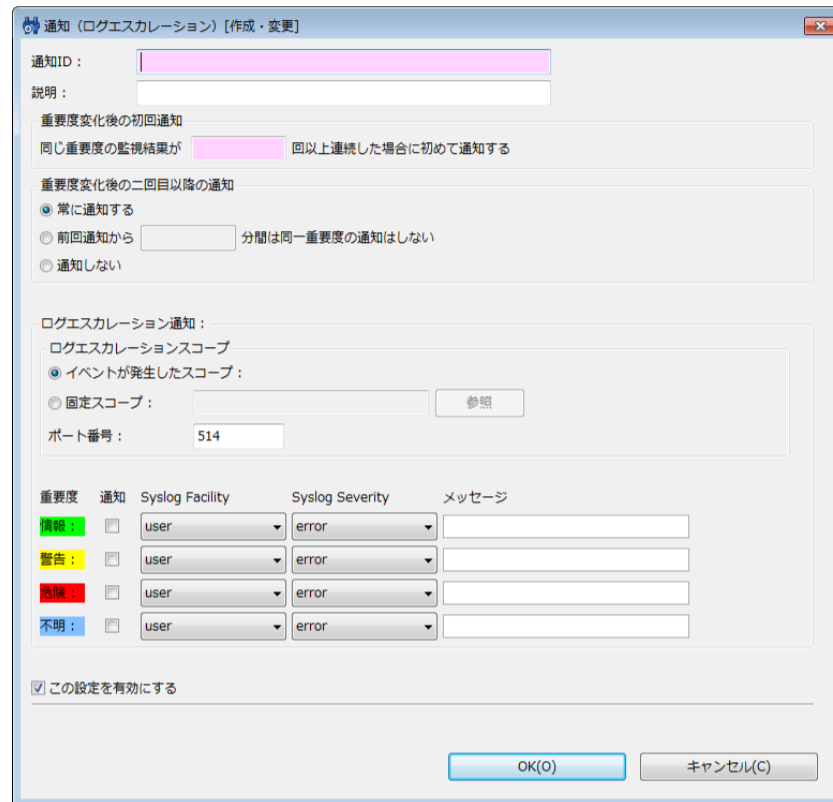 通知（ログエスカレーション）[作成・変更]
通知ID：
説明：
重要度変化後の初回通知
同じ重要度の監視結果が 回以上連続した場合に初めて通知する
重要度変化後の二回目以降の通知
常に通知する
前回通知から 分間は同一重要度の通知はしない
通知しない
ログエスカレーション通知：
ログエスカレーションスコープ
イベントが発生したスコープ：
固定スコープ： 参照
ポート番号： 514
重要度 通知 Syslog Facility Syslog Severity メッセージ
情報： user error
警告： user error
危険： user error
不明： user error
この設定を有効にする
OK(O) キャンセル(C)